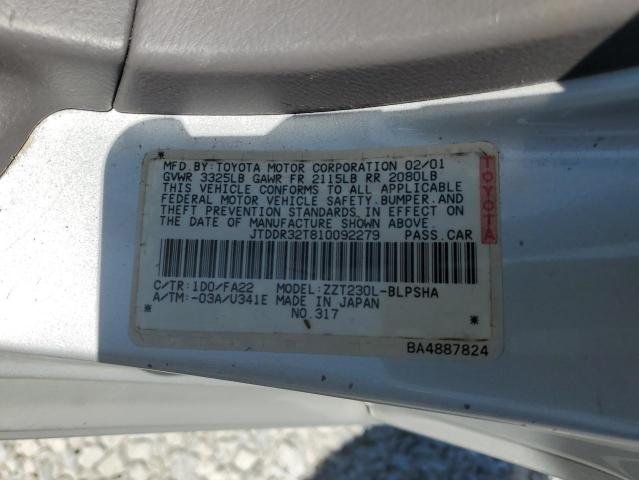 MFD.BY:TOYOTA MOTOR CORPORATION 02/01
GVWR 3325LB GAWR FR 2115LB RR 2080LB
THIS VEHICLE CONFORMS TO ALL APPLICABLE
FEDERAL MOTOR VEHICLE SAFETY.BUMPER.AND
THEFT PREVENTION STANDARDS IN EFFECT ON
THE DATE OF MANUFACTURE SHOWN ABOVE.
JTDDR32T810092279 PASS.CAR
TOYOTA
C/TR:1D0/FA22 MODEL:ZZT230L-BLPSHA
A/TM:-03A/U341E MADE IN JAPAN
NO.317
BA4887824